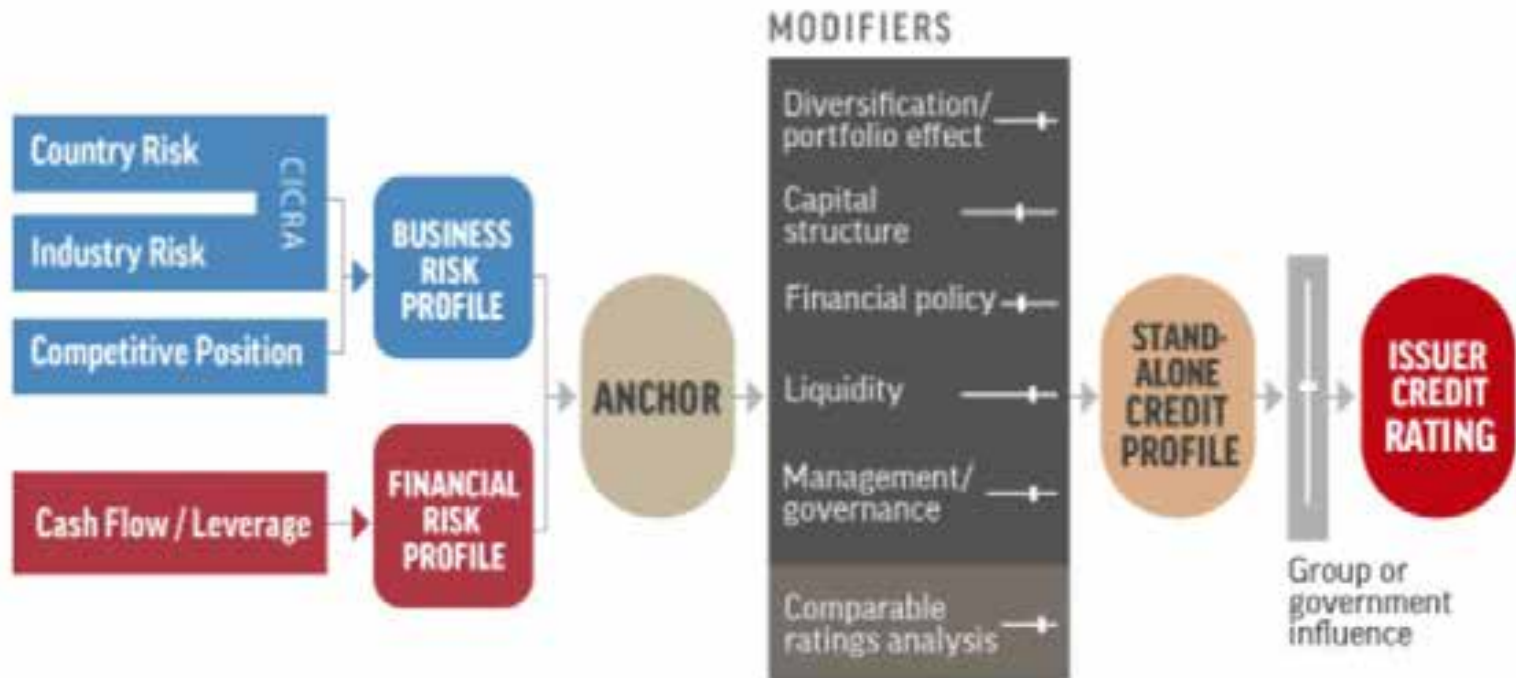 MODIFIERS
Country Risk
CICRA
Industry Risk
Competitive Position
BUSINESS
RISK
PROFILE
Cash Flow / Leverage
FINANCIAL
RISK
PROFILE
ANCHOR
Diversification/
portfolio effect
Capital
structure
Financial policy
Liquidity
Management/
governance
Comparable
ratings analysis
STAND-
ALONE
CREDIT
PROFILE
Group or
government
influence
ISSUER
CREDIT
RATING